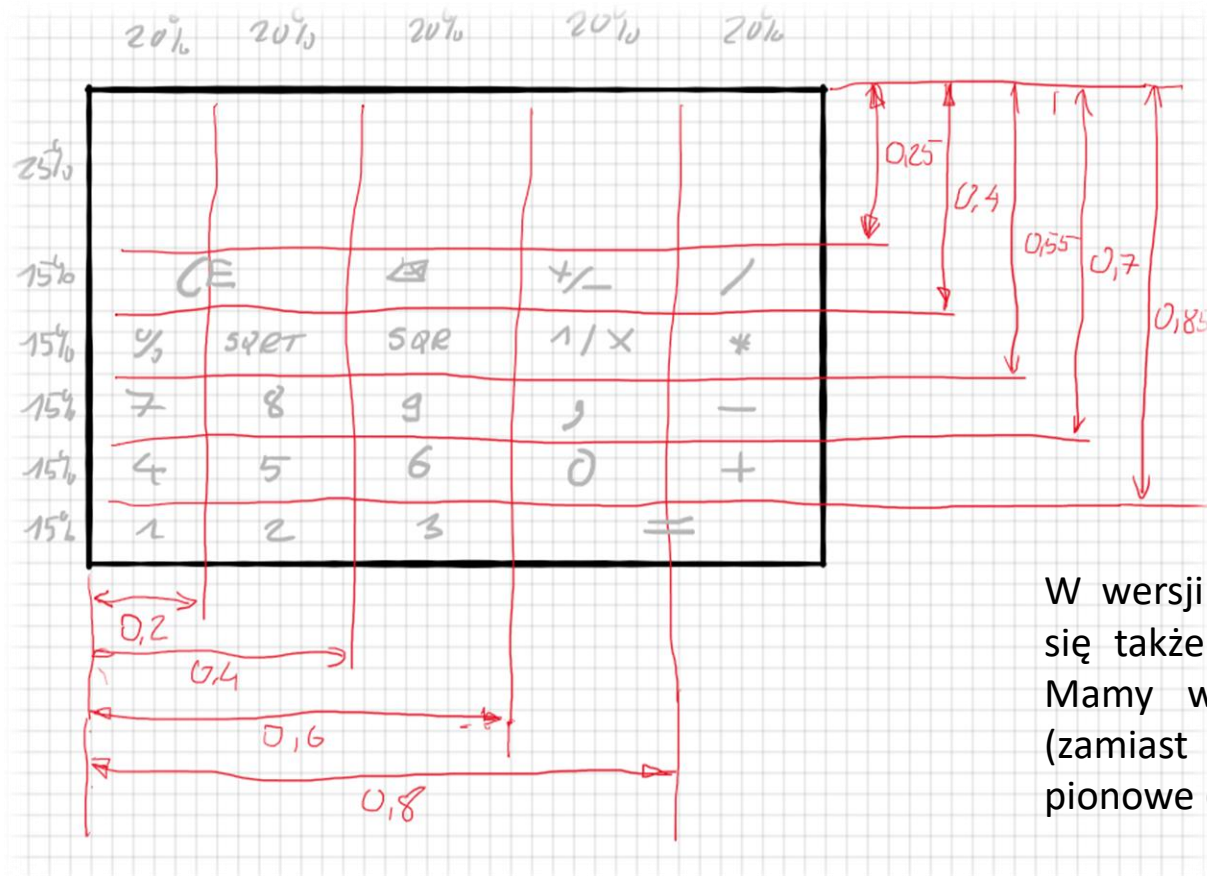 20% 20% 20% 20% 20%
25%
0,25
0,4
0,55
0,7
0,85
15% CE ⌫ +/- /
15% % SQRT SQR 1/X *
15% 7 8 9 , -
15% 4 5 6 0 +
15% 1 2 3 =
0,2
0,4
0,6
0,8
W wersji
się także
Mamy w
(zamiast
pionowe (